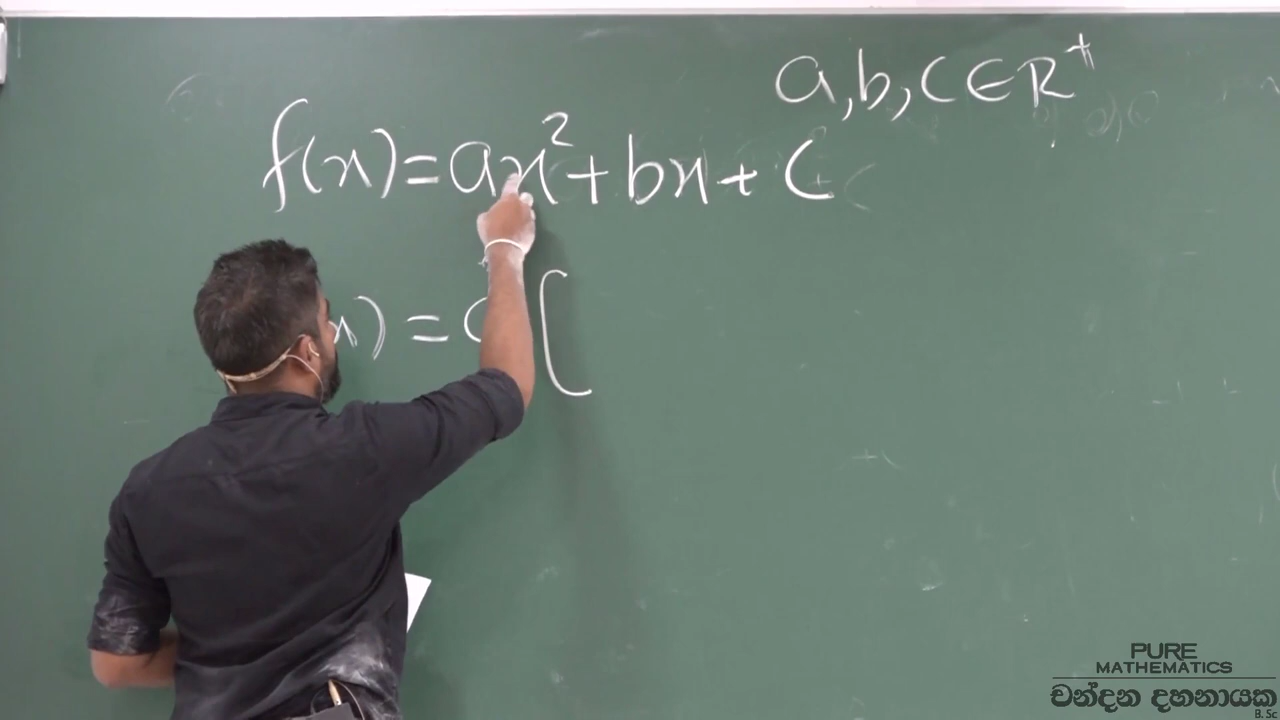 a, b, c ∈ R⁺
f(x) = ax² + bx + c
x) = a [
PURE
MATHEMATICS
චන්දන දහනායක
B. Sc